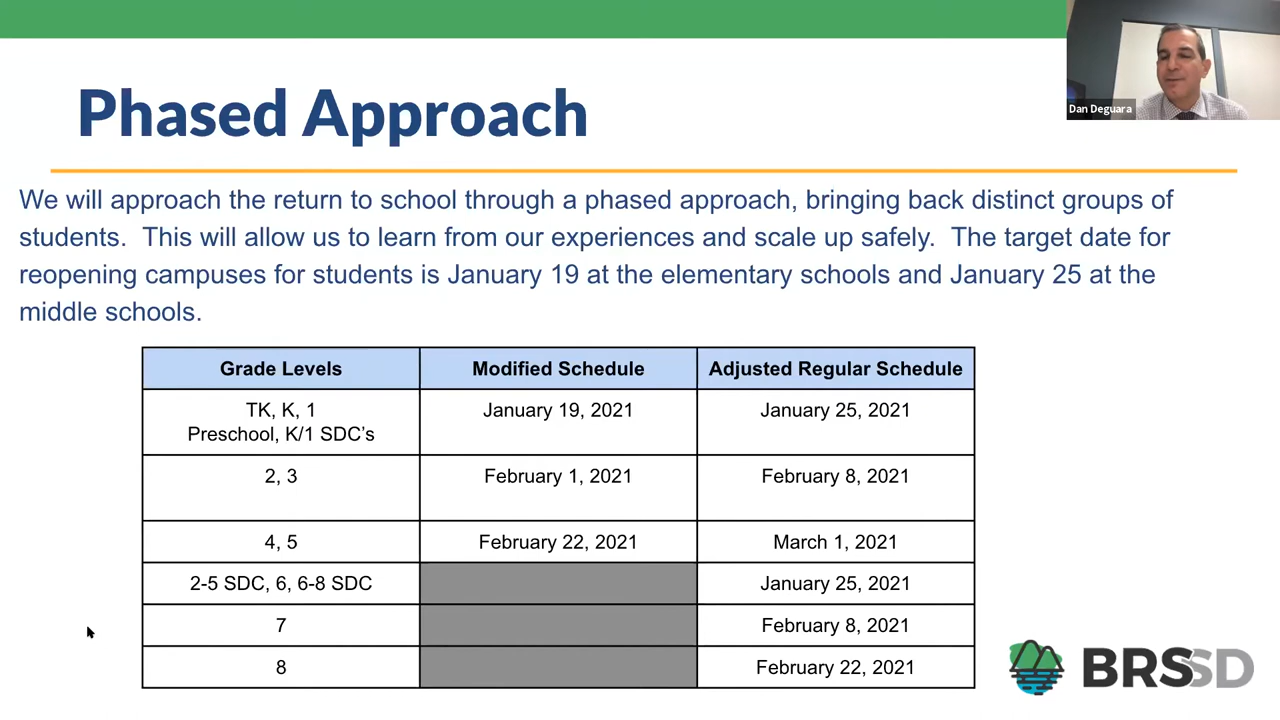 Dan Deguara
Phased Approach
We will approach the return to school through a phased approach, bringing back distinct groups of
students.  This will allow us to learn from our experiences and scale up safely.  The target date for
reopening campuses for students is January 19 at the elementary schools and January 25 at the
middle schools.
Grade Levels Modified Schedule Adjusted Regular Schedule
TK, K, 1 January 19, 2021 January 25, 2021
Preschool, K/1 SDC’s
2, 3 February 1, 2021 February 8, 2021
4, 5 February 22, 2021 March 1, 2021
2-5 SDC, 6, 6-8 SDC January 25, 2021
7 February 8, 2021
8 February 22, 2021
BRSSD